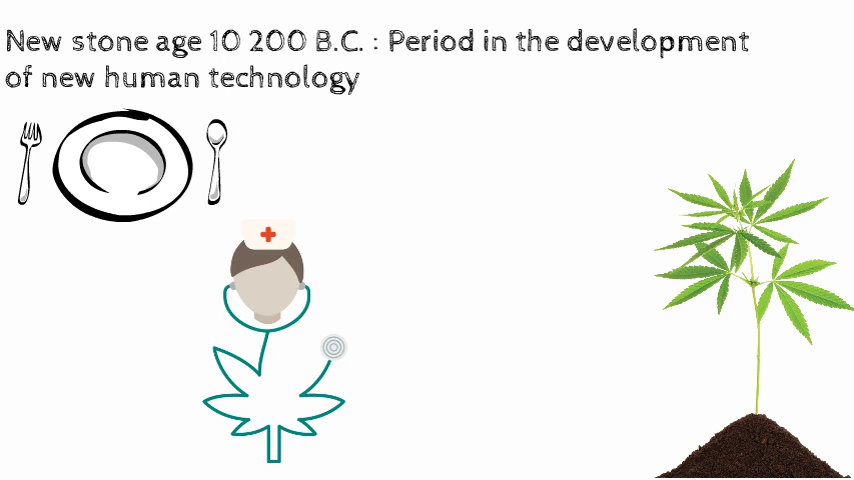 New stone age 10 200 B.C. : Period in the development
of new human technology